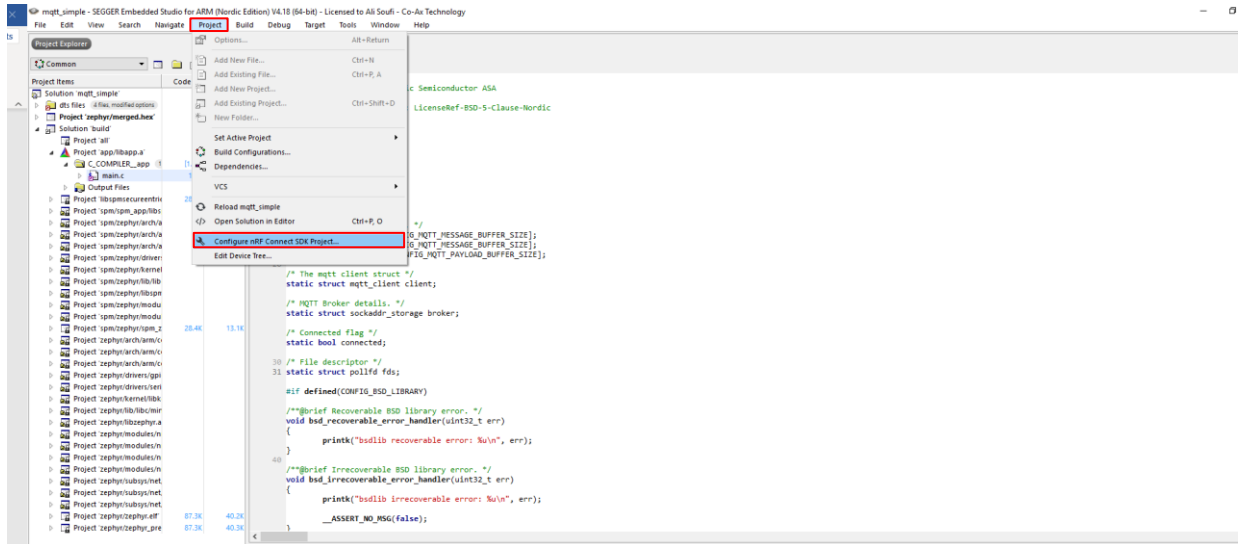 mqtt_simple - SEGGER Embedded Studio for ARM (Nordic Edition) V4.18 (64-bit) - Licensed to Ali Soufi - Co-Ax Technology
File Edit View Search Navigate Project Build Debug Target Tools Window Help
ts
Project Explorer
Common
Project Items Code
Solution 'mqtt_simple'
dts files 4 files, modified options
Project 'zephyr/merged.hex'
Solution 'build'
Project 'all'
Project 'app/libapp.a'
C_COMPILER__app
main.c
Output Files
Project 'libspmsecureentrie
Project 'spm/spm_app/libs
Project 'spm/zephyr/arch/a
Project 'spm/zephyr/arch/a
Project 'spm/zephyr/arch/a
Project 'spm/zephyr/driver
Project 'spm/zephyr/kernel
Project 'spm/zephyr/lib/lib
Project 'spm/zephyr/libspm
Project 'spm/zephyr/modu
Project 'spm/zephyr/modu
Project 'spm/zephyr/spm_z 28.4K 13.1K
Project 'zephyr/arch/arm/c
Project 'zephyr/arch/arm/c
Project 'zephyr/arch/arm/c
Project 'zephyr/drivers/gpi
Project 'zephyr/drivers/seri
Project 'zephyr/kernel/libk
Project 'zephyr/lib/libc/mir
Project 'zephyr/libzephyr.a
Project 'zephyr/modules/n
Project 'zephyr/modules/n
Project 'zephyr/modules/n
Project 'zephyr/modules/n
Project 'zephyr/subsys/net
Project 'zephyr/subsys/net
Project 'zephyr/subsys/net
Project 'zephyr/zephyr.elf' 87.3K 40.2K
Project 'zephyr/zephyr_pre 87.3K 40.3K
Options... Alt+Return
Add New File... Ctrl+N
Add Existing File... Ctrl+P, A
Add New Project...
Add Existing Project... Ctrl+Shift+D
New Folder...
Set Active Project
Build Configurations...
Dependencies...
VCS
Reload mqtt_simple
Open Solution in Editor Ctrl+P, O
Configure nRF Connect SDK Project...
Edit Device Tree...
c Semiconductor ASA
LicenseRef-BSD-5-Clause-Nordic
*/
G_MQTT_MESSAGE_BUFFER_SIZE];
G_MQTT_MESSAGE_BUFFER_SIZE];
FIG_MQTT_PAYLOAD_BUFFER_SIZE];
/* The mqtt client struct */
static struct mqtt_client client;
/* MQTT Broker details. */
static struct sockaddr_storage broker;
/* Connected flag */
static bool connected;
30 /* File descriptor */
31 static struct pollfd fds;
#if defined(CONFIG_BSD_LIBRARY)
/**@brief Recoverable BSD library error. */
void bsd_recoverable_error_handler(uint32_t err)
{
printk("bsdlib recoverable error: %u\n", err);
}
40
/**@brief Irrecoverable BSD library error. */
void bsd_irrecoverable_error_handler(uint32_t err)
{
printk("bsdlib irrecoverable error: %u\n", err);
__ASSERT_NO_MSG(false);
}